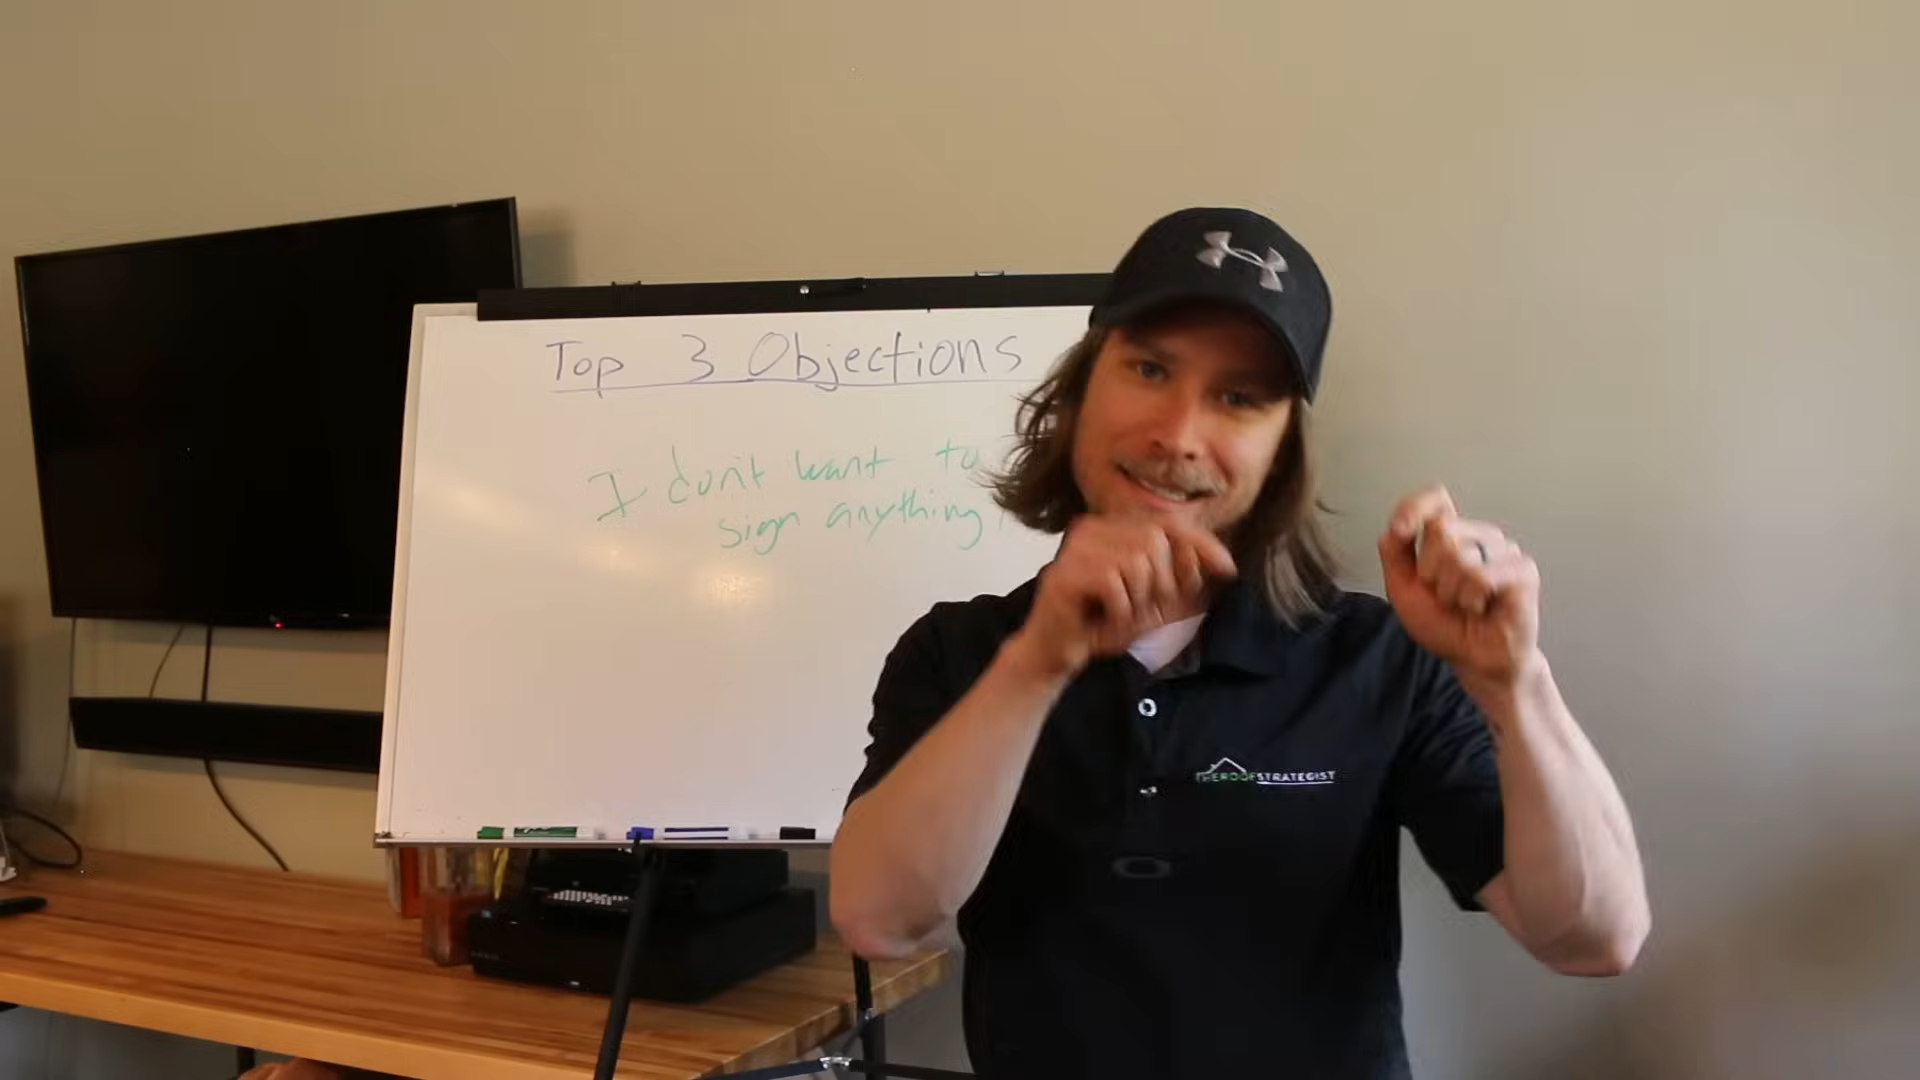 Top 3 Objections
I don't want to
sign anything!
THEROOFSTRATEGIST